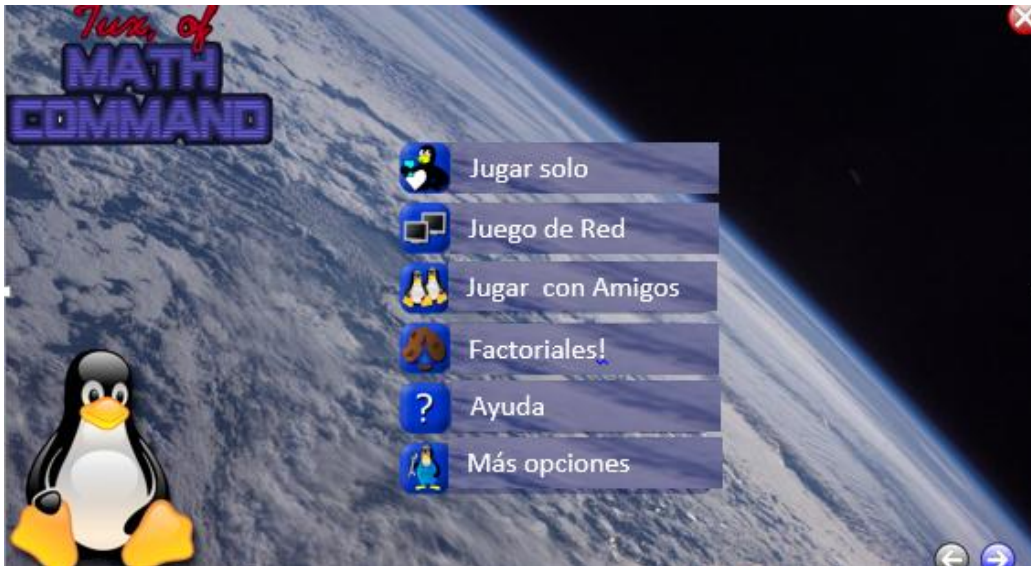 Tux, of
MATH
COMMAND
Jugar solo
Juego de Red
Jugar con Amigos
Factoriales!
? Ayuda
Más opciones